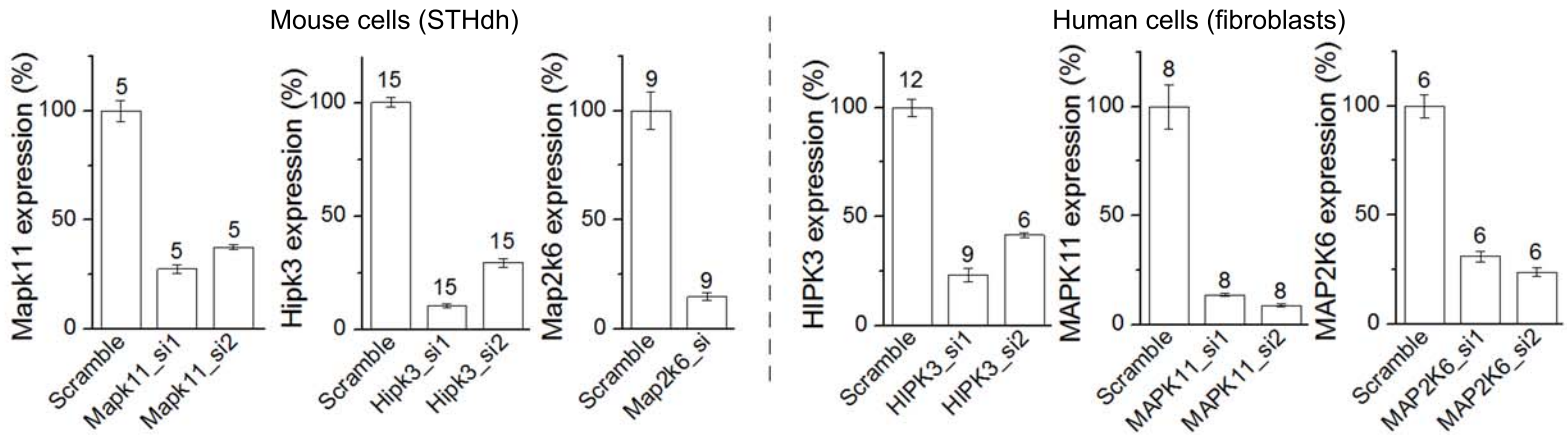 Mouse cells (STHdh)
Human cells (fibroblasts)
Mapk11 expression (%)
100
50
0
5
5
5
Scramble
Mapk11_si1
Mapk11_si2
Hipk3 expression (%)
100
50
0
15
15
15
Scramble
Hipk3_si1
Hipk3_si2
Map2k6 expression (%)
100
50
0
9
9
Scramble
Map2k6_si
HIPK3 expression (%)
100
50
0
12
9
6
Scramble
HIPK3_si1
HIPK3_si2
MAPK11 expression (%)
100
50
0
8
8
8
Scramble
MAPK11_si1
MAPK11_si2
MAP2K6 expression (%)
100
50
0
6
6
6
Scramble
MAP2K6_si1
MAP2K6_si2